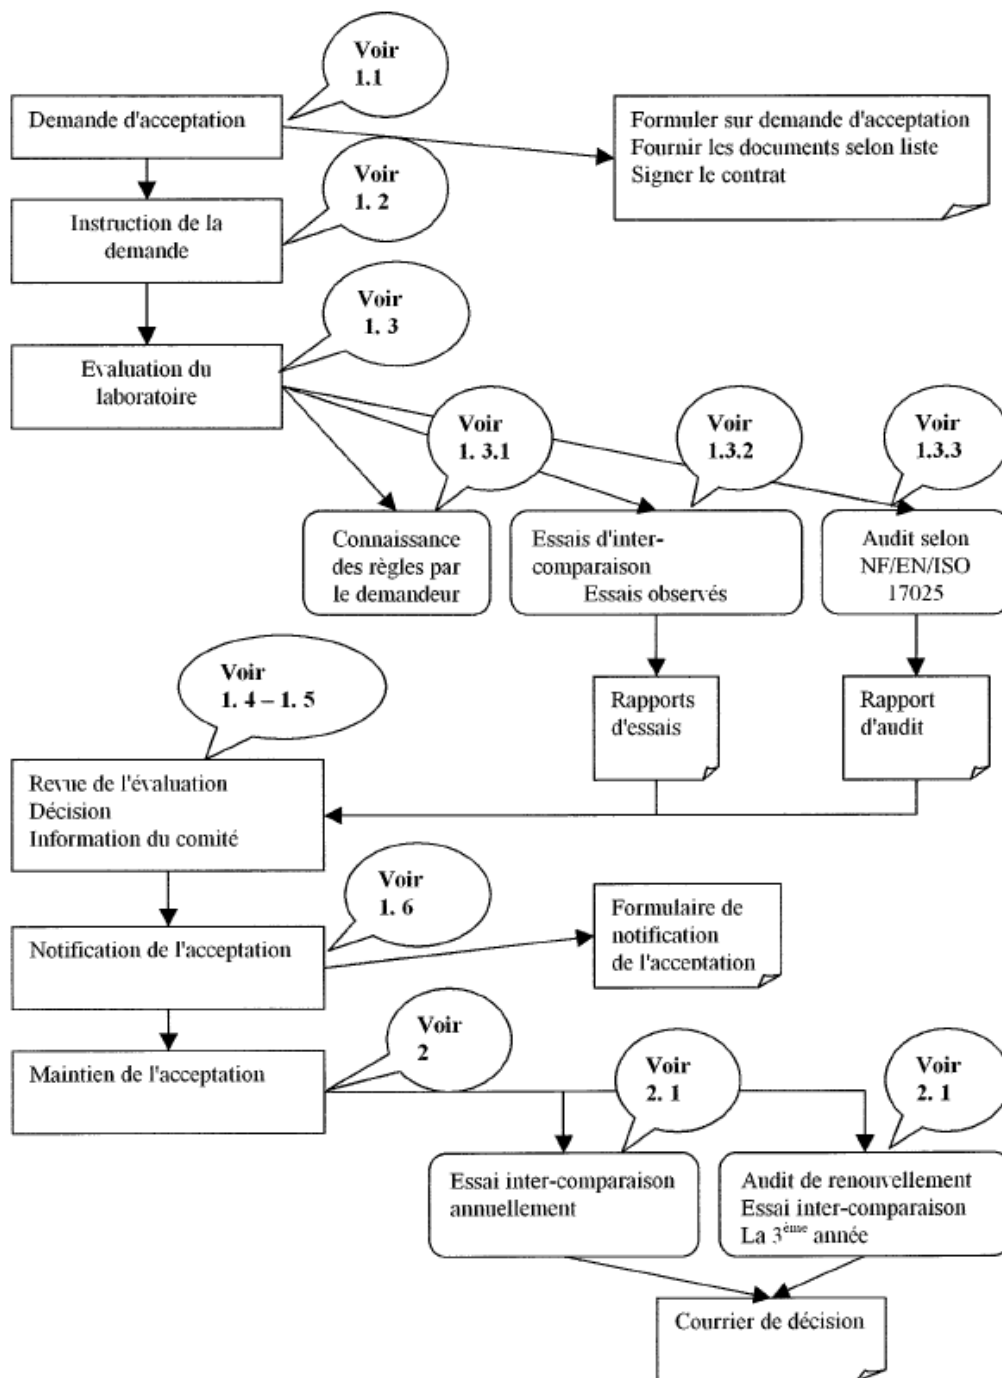 Voir
1.1
Demande d'acceptation
Formuler sur demande d'acceptation
Fournir les documents selon liste
Signer le contrat
Voir
1. 2
Instruction de la
demande
Voir
1. 3
Evaluation du
laboratoire
Voir
1. 3.1
Voir
1.3.2
Voir
1.3.3
Connaissance
des règles par
le demandeur
Essais d'inter-
comparaison
Essais observés
Audit selon
NF/EN/ISO
17025
Voir
1. 4 – 1. 5
Rapports
d'essais
Rapport
d'audit
Revue de l'évaluation
Décision
Information du comité
Voir
1. 6
Notification de l'acceptation
Formulaire de
notification
de l'acceptation
Voir
2
Maintien de l'acceptation
Voir
2. 1
Voir
2. 1
Essai inter-comparaison
annuellement
Audit de renouvellement
Essai inter-comparaison
La 3ème année
Courrier de décision